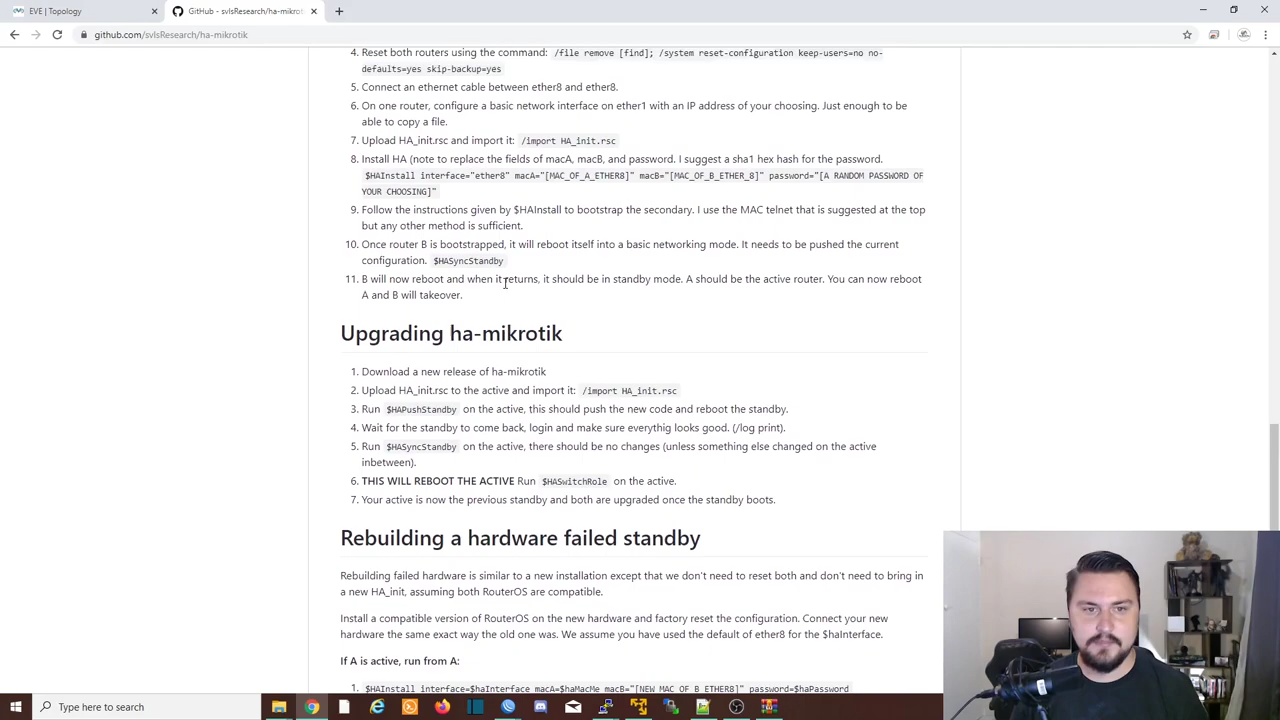 EVE | Topology
GitHub - svlsResearch/ha-mikrot
github.com/svlsResearch/ha-mikrotik
4. Reset both routers using the command: /file remove [find]; /system reset-configuration keep-users=no no-
defaults=yes skip-backup=yes
5. Connect an ethernet cable between ether8 and ether8.
6. On one router, configure a basic network interface on ether1 with an IP address of your choosing. Just enough to be
able to copy a file.
7. Upload HA_init.rsc and import it: /import HA_init.rsc
8. Install HA (note to replace the fields of macA, macB, and password. I suggest a sha1 hex hash for the password.
$HAInstall interface="ether8" macA="[MAC_OF_A_ETHER8]" macB="[MAC_OF_B_ETHER_8]" password="[A RANDOM PASSWORD OF
YOUR CHOOSING]"
9. Follow the instructions given by $HAInstall to bootstrap the secondary. I use the MAC telnet that is suggested at the top
but any other method is sufficient.
10. Once router B is bootstrapped, it will reboot itself into a basic networking mode. It needs to be pushed the current
configuration. $HASyncStandby
11. B will now reboot and when it returns, it should be in standby mode. A should be the active router. You can now reboot
A and B will takeover.
Upgrading ha-mikrotik
1. Download a new release of ha-mikrotik
2. Upload HA_init.rsc to the active and import it: /import HA_init.rsc
3. Run $HAPushStandby on the active, this should push the new code and reboot the standby.
4. Wait for the standby to come back, login and make sure everythig looks good. (/log print).
5. Run $HASyncStandby on the active, there should be no changes (unless something else changed on the active
inbetween).
6. THIS WILL REBOOT THE ACTIVE Run $HASwitchRole on the active.
7. Your active is now the previous standby and both are upgraded once the standby boots.
Rebuilding a hardware failed standby
Rebuilding failed hardware is similar to a new installation except that we don't need to reset both and don't need to bring in
a new HA_init, assuming both RouterOS are compatible.
Install a compatible version of RouterOS on the new hardware and factory reset the configuration. Connect your new
hardware the same exact way the old one was. We assume you have used the default of ether8 for the $haInterface.
If A is active, run from A:
1. $HAInstall interface=$haInterface macA=$haMacMe macB="[NEW MAC OF B ETHER8]" password=$haPassword
Type here to search